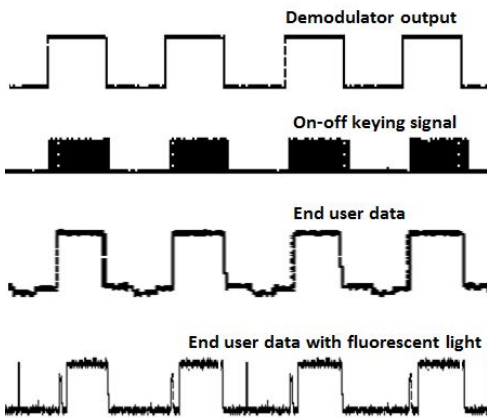 Demodulator output
On-off keying signal
End user data
End user data with fluorescent light